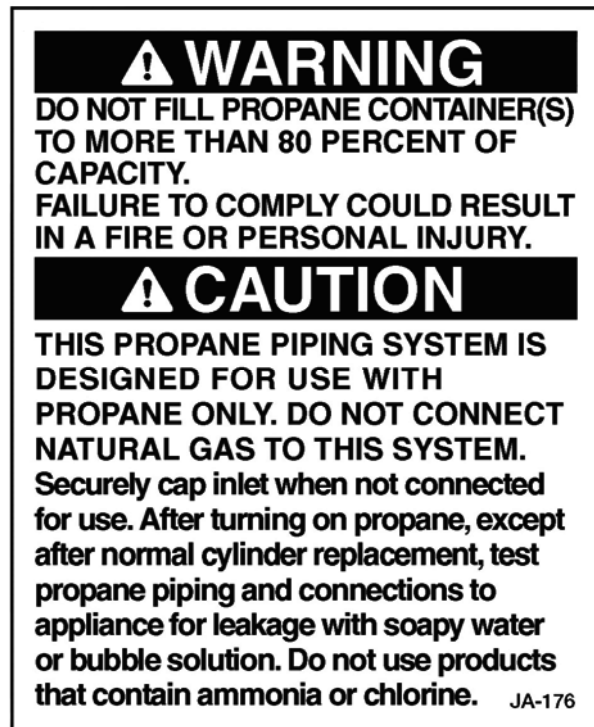 WARNING
DO NOT FILL PROPANE CONTAINER(S)
TO MORE THAN 80 PERCENT OF
CAPACITY.
FAILURE TO COMPLY COULD RESULT
IN A FIRE OR PERSONAL INJURY.
CAUTION
THIS PROPANE PIPING SYSTEM IS
DESIGNED FOR USE WITH
PROPANE ONLY. DO NOT CONNECT
NATURAL GAS TO THIS SYSTEM.
Securely cap inlet when not connected
for use. After turning on propane, except
after normal cylinder replacement, test
propane piping and connections to
appliance for leakage with soapy water
or bubble solution. Do not use products
that contain ammonia or chlorine. JA-176